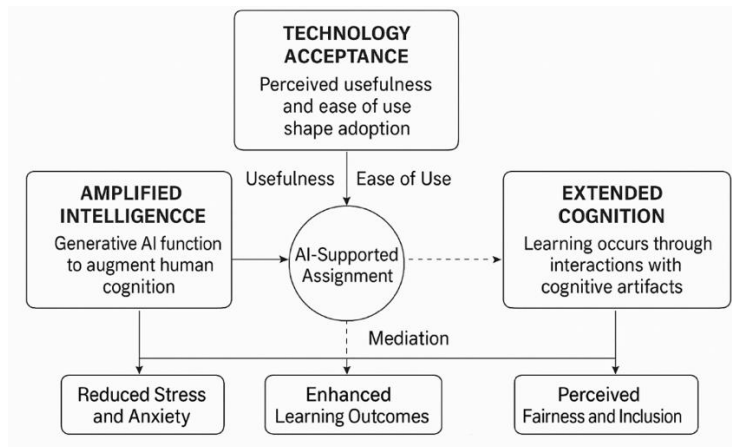 TECHNOLOGY
ACCEPTANCE
Perceived usefulness
and ease of use
shape adoption
Usefulness
Ease of Use
AMPLIFIED
INTELLIGENCCE
Generative AI function
to augment human
cognition
AI-Supported
Assignment
EXTENDED
COGNITION
Learning occurs through
interactions with
cognitive artifacts
Mediation
Reduced Stress
and Anxiety
Enhanced
Learning Outcomes
Perceived
Fairness and Inclusion